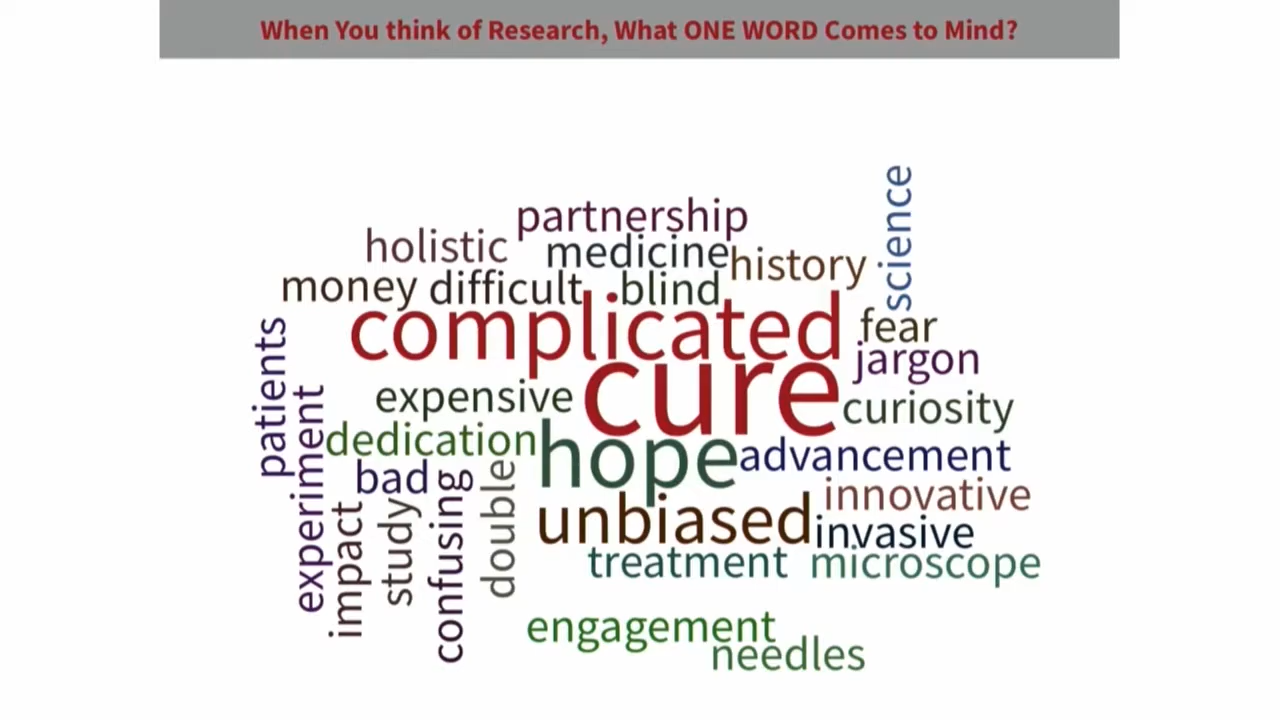 When You think of Research, What ONE WORD Comes to Mind?
science
partnership
holistic
medicine
history
money
difficult
blind
complicated
fear
jargon
patients
cure
expensive
curiosity
experiment
dedication
hope
advancement
bad
confusing
double
innovative
impact
study
unbiased
invasive
treatment
microscope
engagement
needles